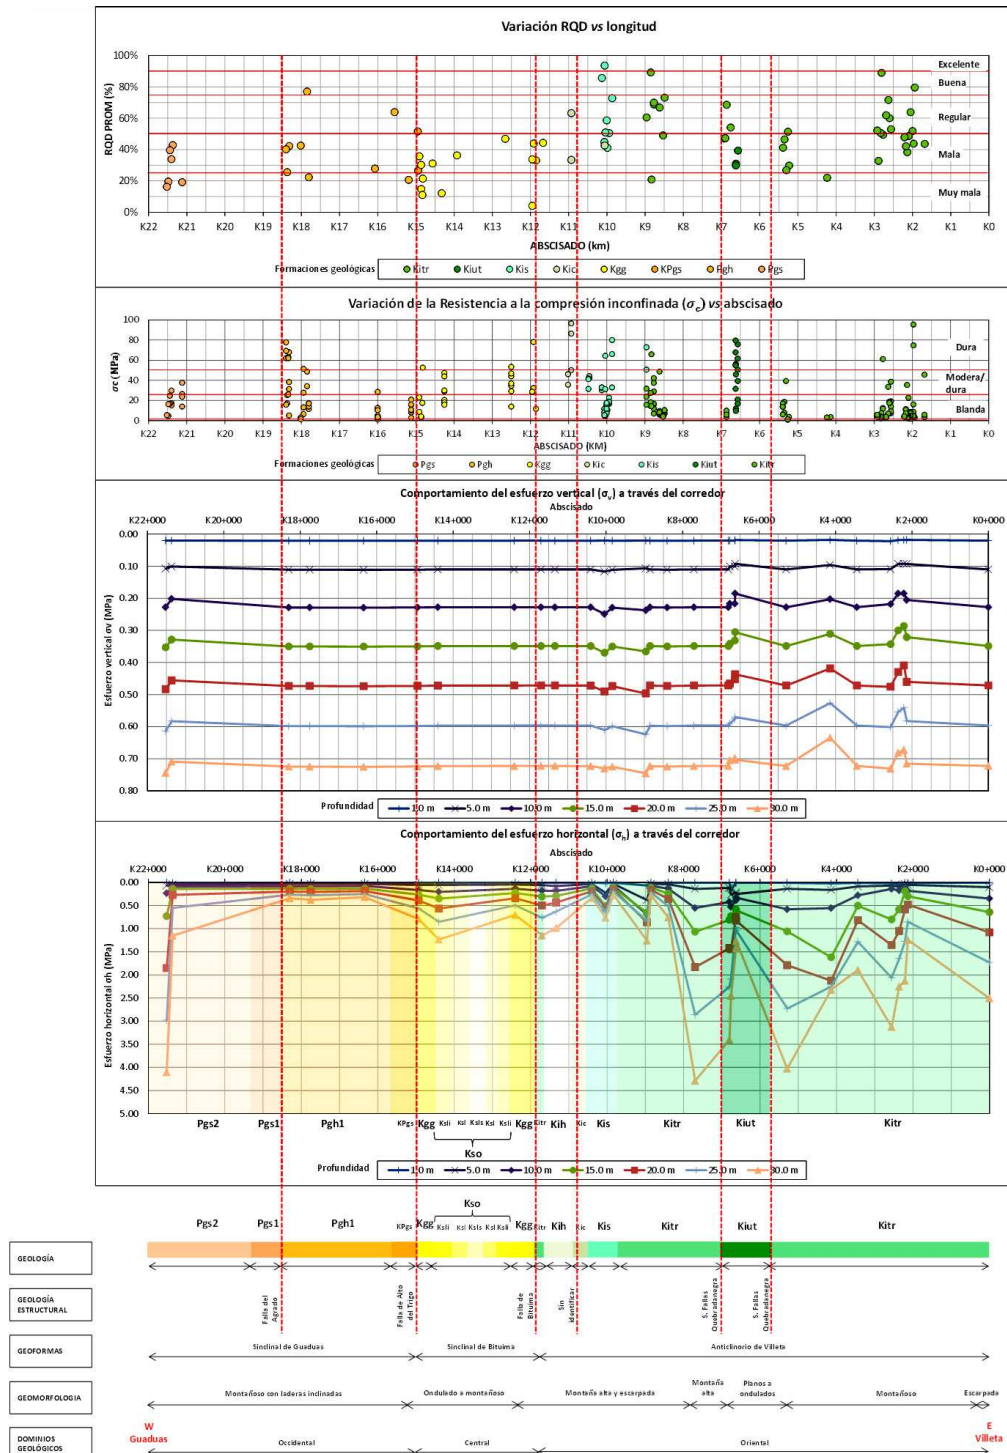 Variación RQD vs longitud
100%
80%
60%
40%
20%
0%
RQD PROM (%)
Excelente
Buena
Regular
Mala
Muy mala
K22 K21 K20 K19 K18 K17 K16 K15 K14 K13 K12 K11 K10 K9 K8 K7 K6 K5 K4 K3 K2 K1 K0
ABSCISADO (km)
Formaciones geológicas Kitr Kiut Kis Kic Kgg KPgs Pgh Pgs
Variación de la Resistencia a la compresión inconfinada (σc) vs abscisado
100
80
60
40
20
0
σc (MPa)
Dura
Modera/
dura
Blanda
K22 K21 K20 K19 K18 K17 K16 K15 K14 K13 K12 K11 K10 K9 K8 K7 K6 K5 K4 K3 K2 K1 K0
ABSCISADO (KM)
Formaciones geológicas Pgs Pgh Kgg Kic Kis Kiut Kitr
Comportamiento del esfuerzo vertical (σv) a través del corredor
Abscisado
K22+000 K20+000 K18+000 K16+000 K14+000 K12+000 K10+000 K8+000 K6+000 K4+000 K2+000 K0+000
0.00
0.10
0.20
0.30
0.40
0.50
0.60
0.70
0.80
Esfuerzo vertical σv (MPa)
Profundidad 1.0 m 5.0 m 10.0 m 15.0 m 20.0 m 25.0 m 30.0 m
Comportamiento del esfuerzo horizontal (σh) a través del corredor
Abscisado
K22+000 K20+000 K18+000 K16+000 K14+000 K12+000 K10+000 K8+000 K6+000 K4+000 K2+000 K0+000
0.00
0.50
1.00
1.50
2.00
2.50
3.00
3.50
4.00
4.50
5.00
Esfuerzo horizontal σh (MPa)
Pgs2 Pgs1 Pgh1 KPgs Kgg Ksli Ksl Ksls Ksl Ksli Kgg Kitr Kih Kic Kis Kitr Kiut Kitr
Kso
Profundidad 1.0 m 5.0 m 10.0 m 15.0 m 20.0 m 25.0 m 30.0 m
Kso
Pgs2 Pgs1 Pgh1 KPgs Kgg Ksli Ksl Ksls Ksl Ksli Kgg Kitr Kih Kic Kis Kitr Kiut Kitr
GEOLOGÍA
GEOLOGÍA
ESTRUCTURAL
Falla del
Agrado
Falla de Alto
del Trigo
Falla de
Bituima
Sin
identificar
S. Fallas
Quebradanegra
S. Fallas
Quebradanegra
GEOFORMAS
Sinclinal de Guaduas Sinclinal de Bituima Anticlinorio de Villeta
GEOMORFOLOGIA
Montañoso con laderas inclinadas Ondulado a montañoso Montaña alta y escarpada Montaña
alta Planos a
ondulados Montañoso Escarpada
W
Guaduas
E
Villeta
DOMINIOS
GEOLÓGICOS
Occidental Central Oriental